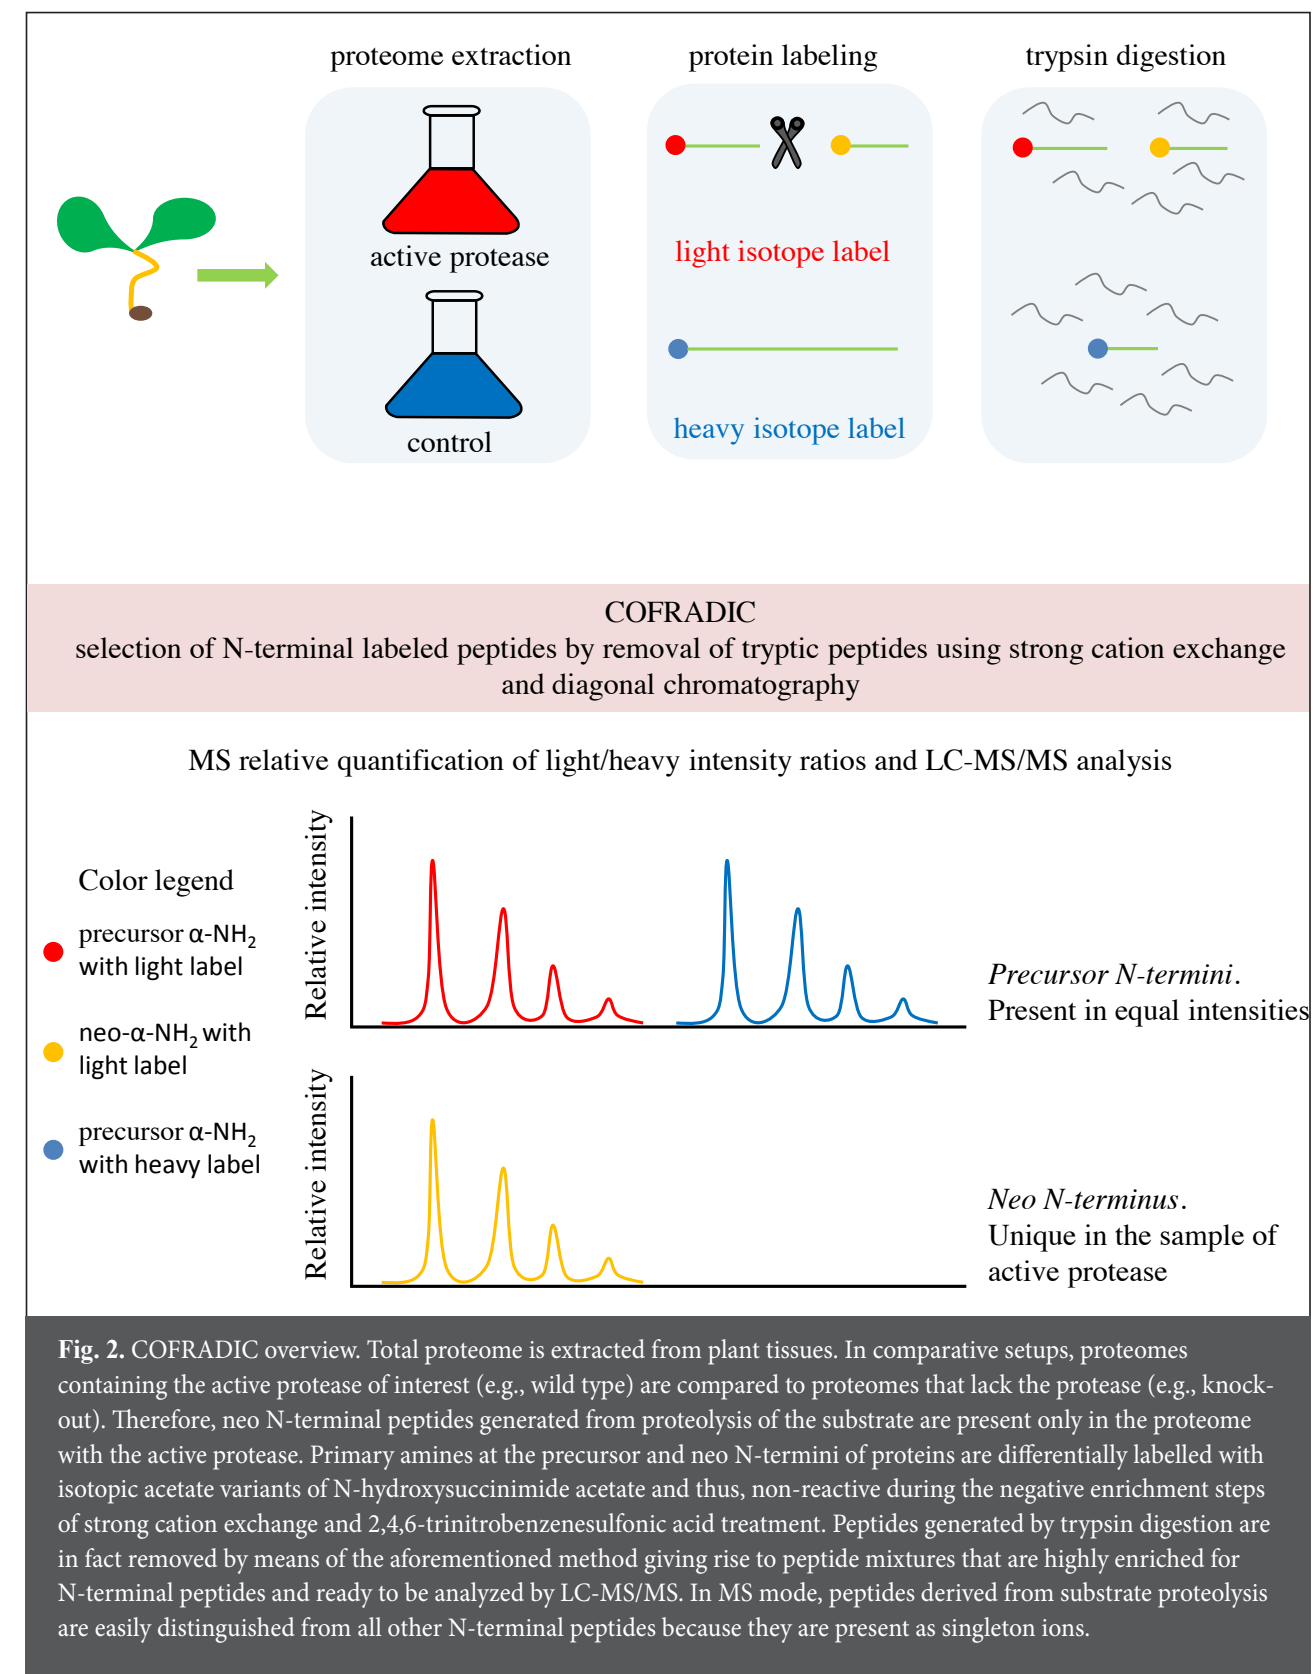 proteome extraction
protein labeling
trypsin digestion
active protease
control
light isotope label
heavy isotope label
COFRADIC
selection of N-terminal labeled peptides by removal of tryptic peptides using strong cation exchange
and diagonal chromatography
MS relative quantification of light/heavy intensity ratios and LC-MS/MS analysis
Color legend
precursor α-NH₂
with light label
neo-α-NH₂ with
light label
precursor α-NH₂
with heavy label
Relative intensity
Precursor N-termini.
Present in equal intensities
Relative intensity
Neo N-terminus.
Unique in the sample of
active protease
Fig. 2. COFRADIC overview. Total proteome is extracted from plant tissues. In comparative setups, proteomes
containing the active protease of interest (e.g., wild type) are compared to proteomes that lack the protease (e.g., knock-
out). Therefore, neo N-terminal peptides generated from proteolysis of the substrate are present only in the proteome
with the active protease. Primary amines at the precursor and neo N-termini of proteins are differentially labelled with
isotopic acetate variants of N-hydroxysuccinimide acetate and thus, non-reactive during the negative enrichment steps
of strong cation exchange and 2,4,6-trinitrobenzenesulfonic acid treatment. Peptides generated by trypsin digestion are
in fact removed by means of the aforementioned method giving rise to peptide mixtures that are highly enriched for
N-terminal peptides and ready to be analyzed by LC-MS/MS. In MS mode, peptides derived from substrate proteolysis
are easily distinguished from all other N-terminal peptides because they are present as singleton ions.